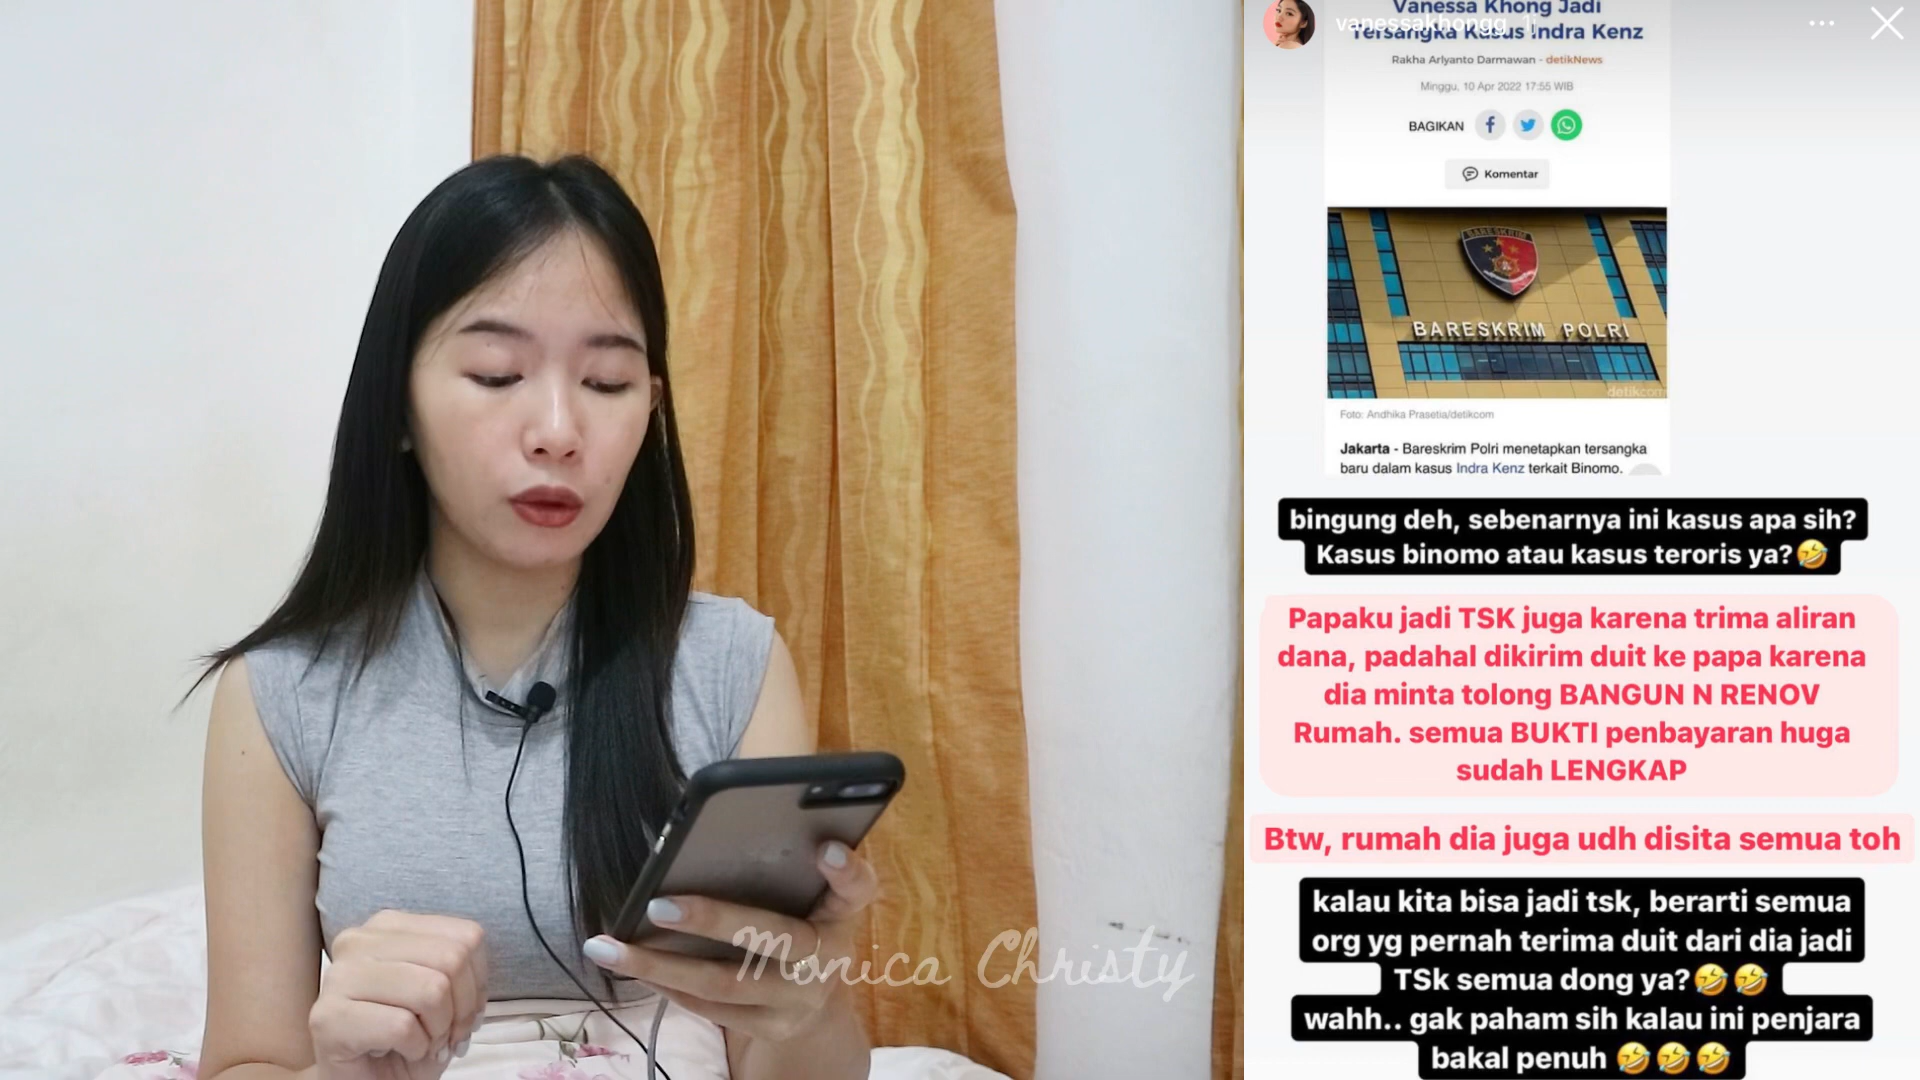 Monica Christy
Vanessa Khong Jadi
vanessakhongg 1j
Tersangka Kasus Indra Kenz
Rakha Arlyanto Darmawan - detikNews
Minggu, 10 Apr 2022 17:55 WIB
BAGIKAN
Komentar
BARESKRIM
BARESKRIM POLRI
detikcom
Foto: Andhika Prasetia/detikcom
Jakarta - Bareskrim Polri menetapkan tersangka
baru dalam kasus Indra Kenz terkait Binomo.
bingung deh, sebenarnya ini kasus apa sih?
Kasus binomo atau kasus teroris ya?🤣
Papaku jadi TSK juga karena trima aliran
dana, padahal dikirim duit ke papa karena
dia minta tolong BANGUN N RENOV
Rumah. semua BUKTI penbayaran huga
sudah LENGKAP
Btw, rumah dia juga udh disita semua toh
kalau kita bisa jadi tsk, berarti semua
org yg pernah terima duit dari dia jadi
TSk semua dong ya?🤣🤣
wahh.. gak paham sih kalau ini penjara
bakal penuh 🤣🤣🤣